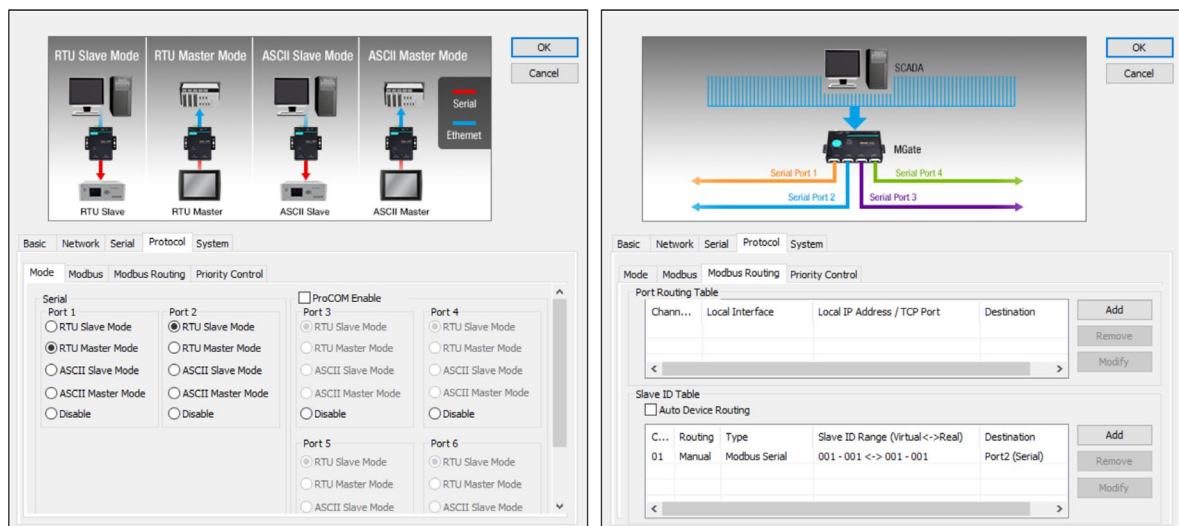 RTU Slave Mode RTU Master Mode ASCII Slave Mode ASCII Master Mode
Serial
Ethernet
RTU Slave RTU Master ASCII Slave ASCII Master
OK
Cancel
Basic Network Serial Protocol System
Mode Modbus Modbus Routing Priority Control
Serial
Port 1 Port 2
RTU Slave Mode RTU Slave Mode
RTU Master Mode RTU Master Mode
ASCII Slave Mode ASCII Slave Mode
ASCII Master Mode ASCII Master Mode
Disable Disable
ProCOM Enable
Port 3 Port 4
RTU Slave Mode RTU Slave Mode
RTU Master Mode RTU Master Mode
ASCII Slave Mode ASCII Slave Mode
ASCII Master Mode ASCII Master Mode
Disable Disable
Port 5 Port 6
RTU Slave Mode RTU Slave Mode
RTU Master Mode RTU Master Mode
ASCII Slave Mode ASCII Slave Mode
SCADA
MGate
Serial Port 1 Serial Port 4
Serial Port 2 Serial Port 3
OK
Cancel
Basic Network Serial Protocol System
Mode Modbus Modbus Routing Priority Control
Port Routing Table
Chann... Local Interface Local IP Address / TCP Port Destination
Add
Remove
Modify
Slave ID Table
Auto Device Routing
C... Routing Type Slave ID Range (Virtual<->Real) Destination
01 Manual Modbus Serial 001 - 001 <-> 001 - 001 Port2 (Serial)
Add
Remove
Modify